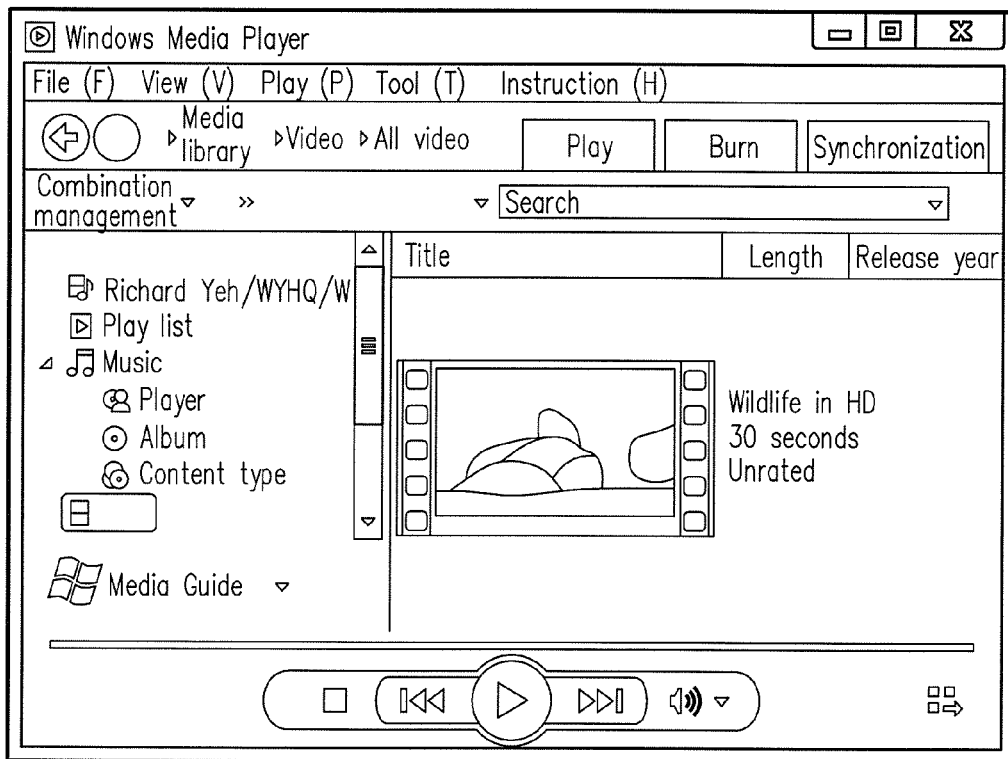 Windows Media Player
File (F) View (V) Play (P) Tool (T) Instruction (H)
Media
library
Video All video
Play Burn Synchronization
Combination
management
Search
Title Length Release year
Richard Yeh/WYHQ/W
Play list
Music
Player
Album
Content type
Media Guide
Wildlife in HD
30 seconds
Unrated